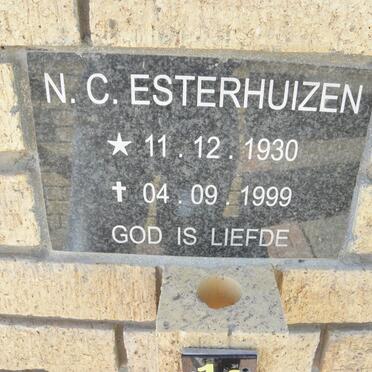 N. C. ESTERHUIZEN
★ 11 . 12 . 1930
✝ 04 . 09 . 1999
GOD IS LIEFDE